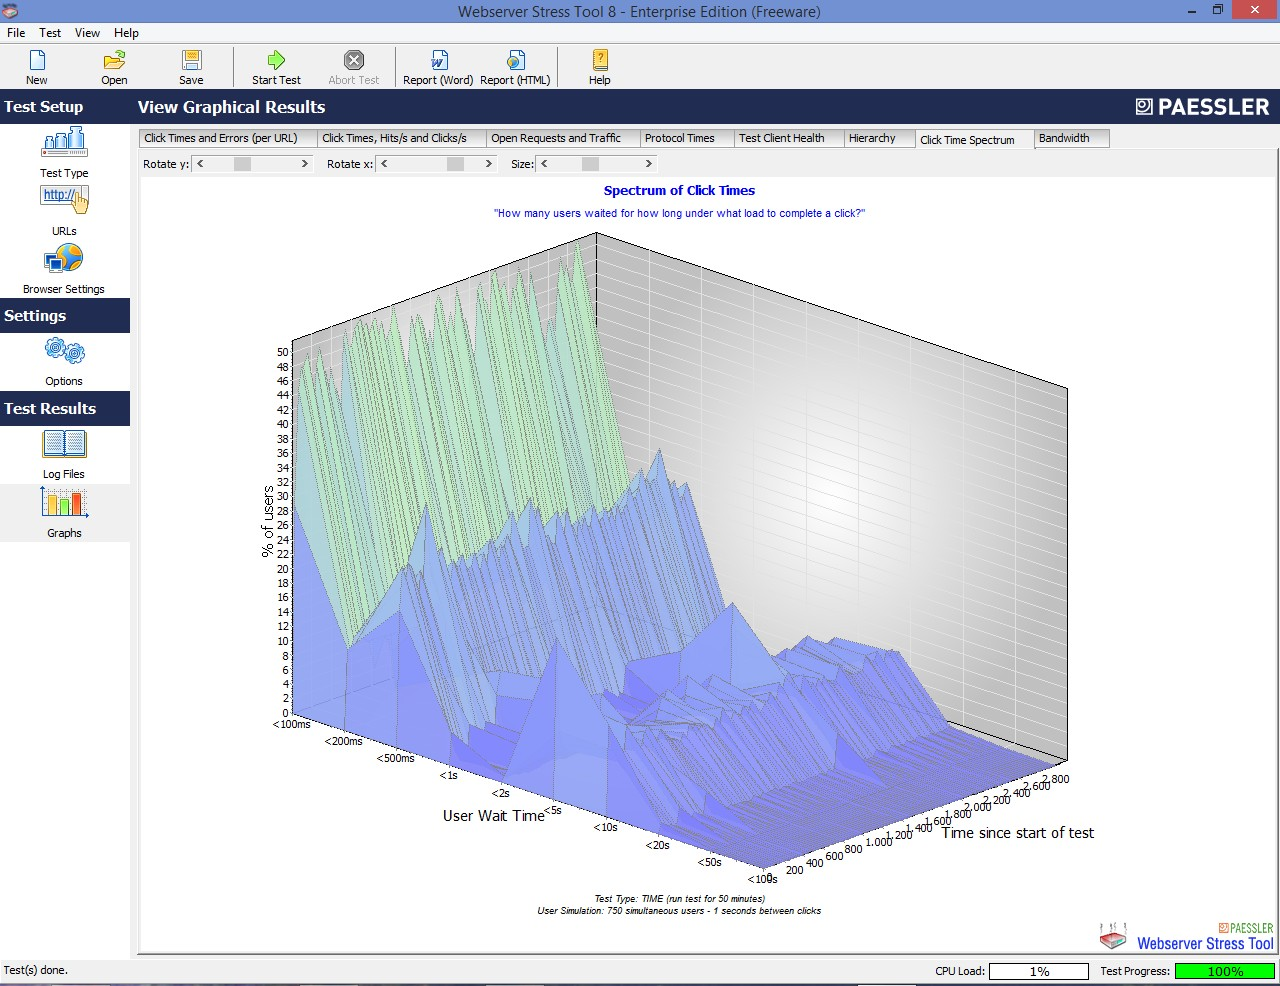 Webserver Stress Tool 8 - Enterprise Edition (Freeware)
File Test View Help
New Open Save Start Test Abort Test Report (Word) Report (HTML) Help
Test Setup
View Graphical Results
PAESSLER
Click Times and Errors (per URL) Click Times, Hits/s and Clicks/s Open Requests and Traffic Protocol Times Test Client Health Hierarchy Click Time Spectrum Bandwidth
Rotate y: Rotate x: Size:
Test Type
http://
URLs
Browser Settings
Settings
Options
Test Results
Log Files
Graphs
Spectrum of Click Times
"How many users waited for how long under what load to complete a click?"
50
48
46
44
42
40
38
36
34
32
30
28
26
24
22
20
18
16
14
12
10
8
6
4
2
0
% of users
<100ms
<200ms
<500ms
<1s
<2s
<5s
<10s
<20s
<50s
<100s
User Wait Time
0
200
400
600
800
1.000
1.200
1.400
1.600
1.800
2.000
2.200
2.400
2.600
2.800
Time since start of test
Test Type: TIME (run test for 50 minutes)
User Simulation: 750 simultaneous users - 1 seconds between clicks
PAESSLER
Webserver Stress Tool
Test(s) done.
CPU Load: 1% Test Progress: 100%